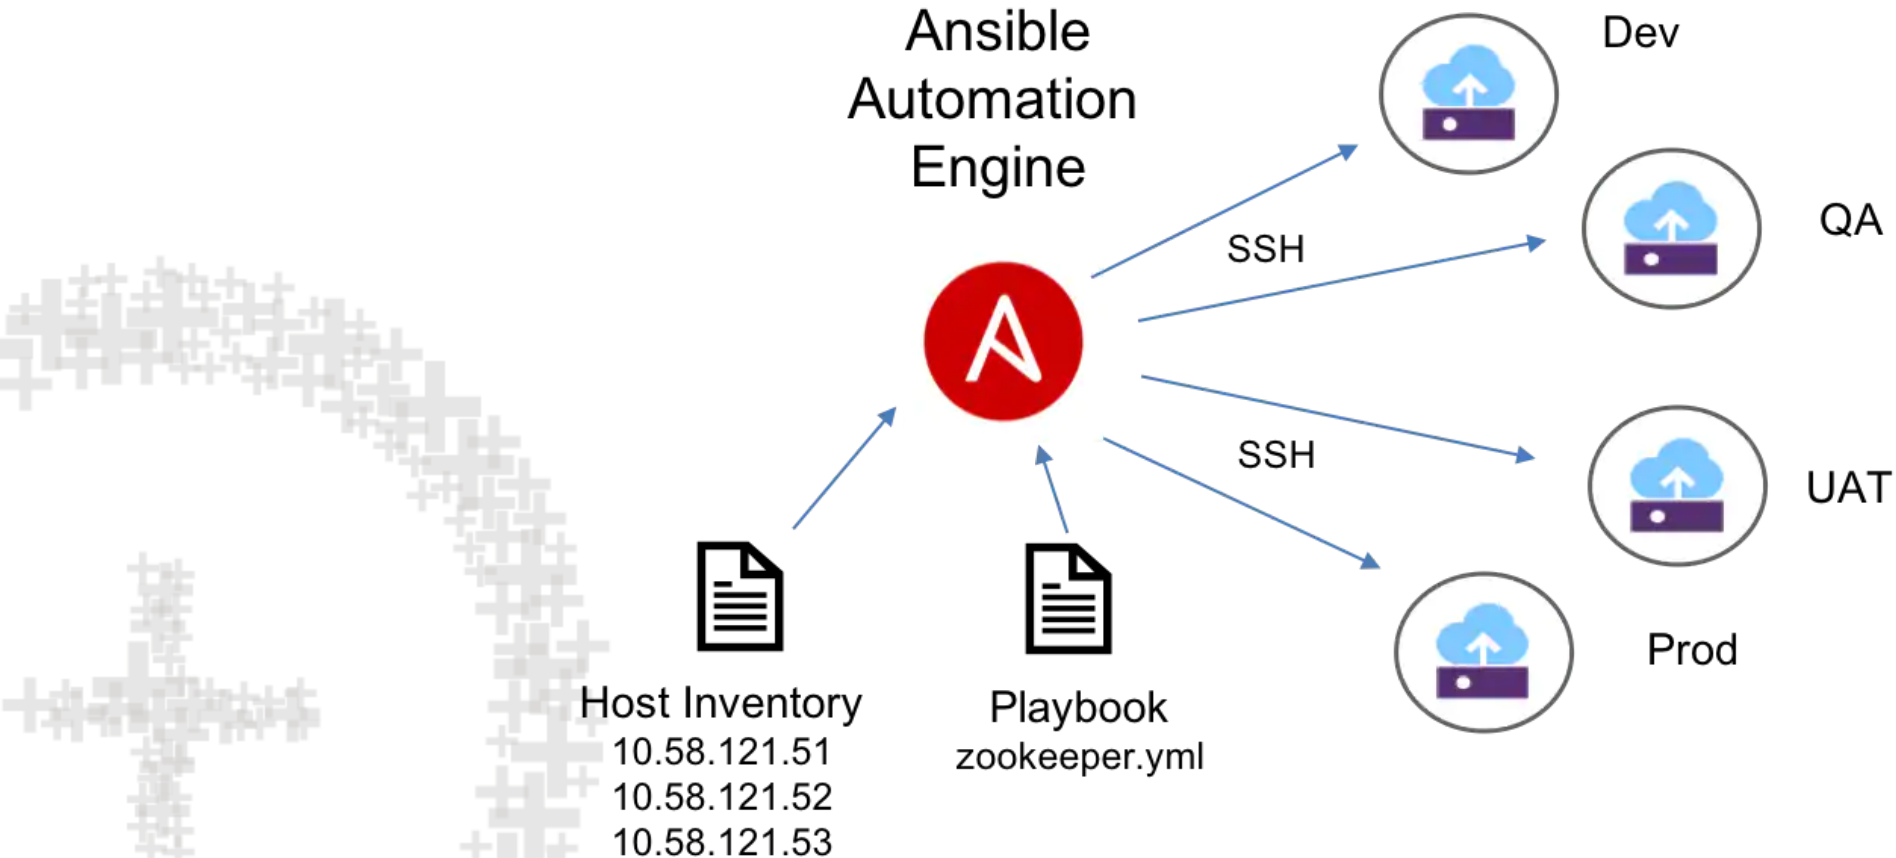 Ansible
Automation
Engine
Dev
QA
SSH
SSH
UAT
Prod
Host Inventory
10.58.121.51
10.58.121.52
10.58.121.53
Playbook
zookeeper.yml